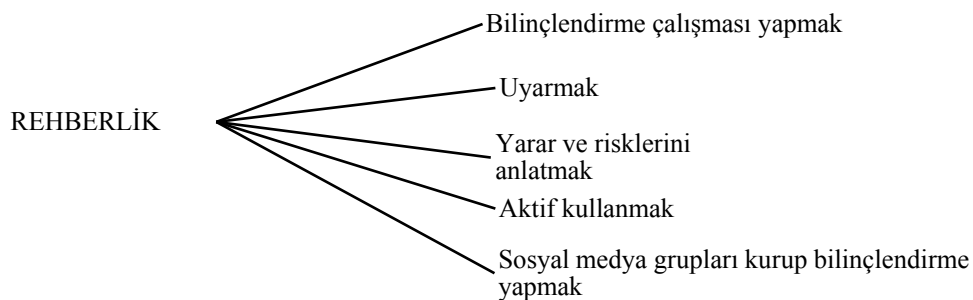 Bilinçlendirme çalışması yapmak
Uyarmak
REHBERLİK
Yarar ve risklerini
anlatmak
Aktif kullanmak
Sosyal medya grupları kurup bilinçlendirme
yapmak